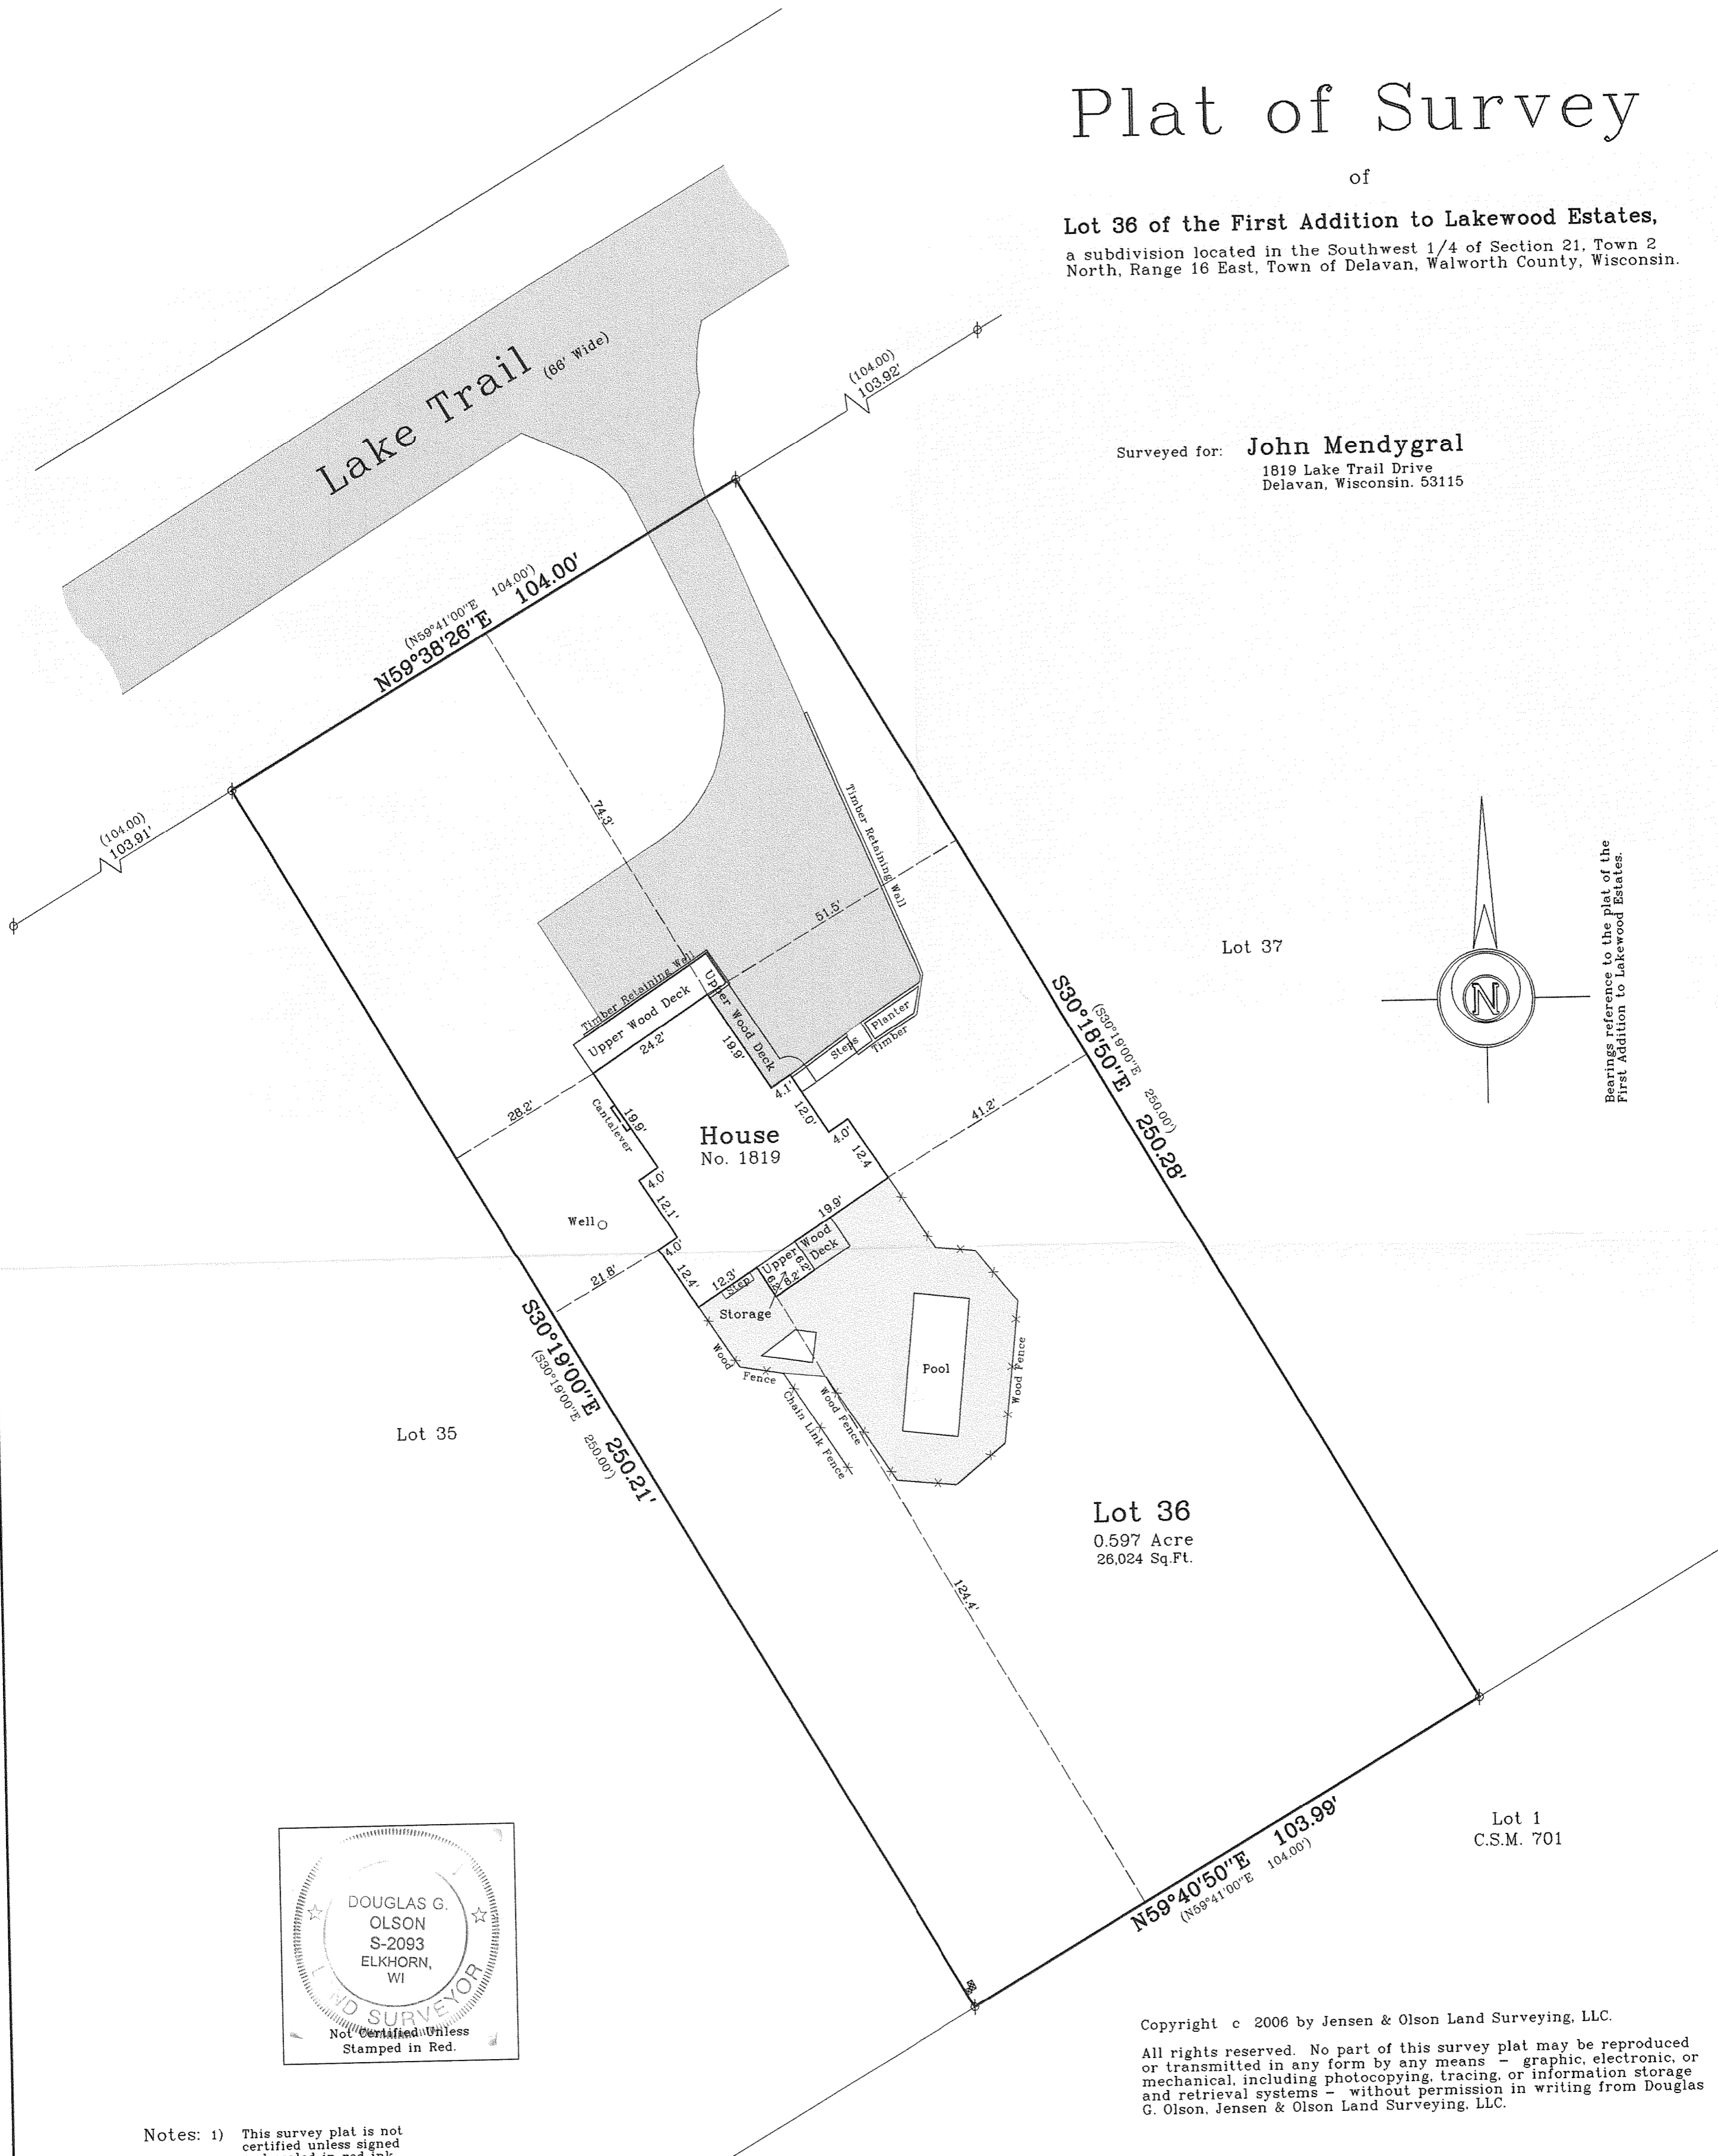 Plat of Survey
of
Lot 36 of the First Addition to Lakewood Estates,
a subdivision located in the Southwest 1/4 of Section 21, Town 2
North, Range 16 East, Town of Delavan, Walworth County, Wisconsin.
Surveyed for: John Mendygral
1819 Lake Trail Drive
Delavan, Wisconsin. 53115
Lake Trail (66' Wide)
(104.00)
103.92'
(N59°41'00"E 104.00')
N59°38'26"E 104.00'
(104.00)
103.91'
74.3'
Timber Retaining Wall
51.5'
Lot 37
Bearings reference to the plat of the
First Addition to Lakewood Estates.
N
Timber Retaining Wall
Upper Wood Deck
Upper Wood Deck
24.2'
19.9'
Planter
Steps
Timber
4.1'
12.0'
4.0'
12.4
41.2'
S30°18'50"E 250.28'
(S30°19'00"E 250.00')
28.2'
Cantalever
19.9'
House
No. 1819
4.0'
12.1'
Well
4.0'
21.8'
12.4'
19.9'
12.3'
Step
Upper Wood
Deck
6.2'
8.2'
6.2'
Storage
Wood
Fence
Chain Link Fence
Wood Fence
Pool
Wood Fence
S30°19'00"E 250.21'
(S30°19'00"E 250.00')
Lot 35
Lot 36
0.597 Acre
26,024 Sq.Ft.
124.4'
N59°40'50"E 103.99'
(N59°41'00"E 104.00')
Lot 1
C.S.M. 701
DOUGLAS G.
OLSON
S-2093
ELKHORN,
WI
SURVEYOR
Not Certified Unless
Stamped in Red.
Copyright c 2006 by Jensen & Olson Land Surveying, LLC.
All rights reserved. No part of this survey plat may be reproduced
or transmitted in any form by any means - graphic, electronic, or
mechanical, including photocopying, tracing, or information storage
and retrieval systems - without permission in writing from Douglas
G. Olson, Jensen & Olson Land Surveying, LLC.
Notes: 1) This survey plat is not
certified unless signed